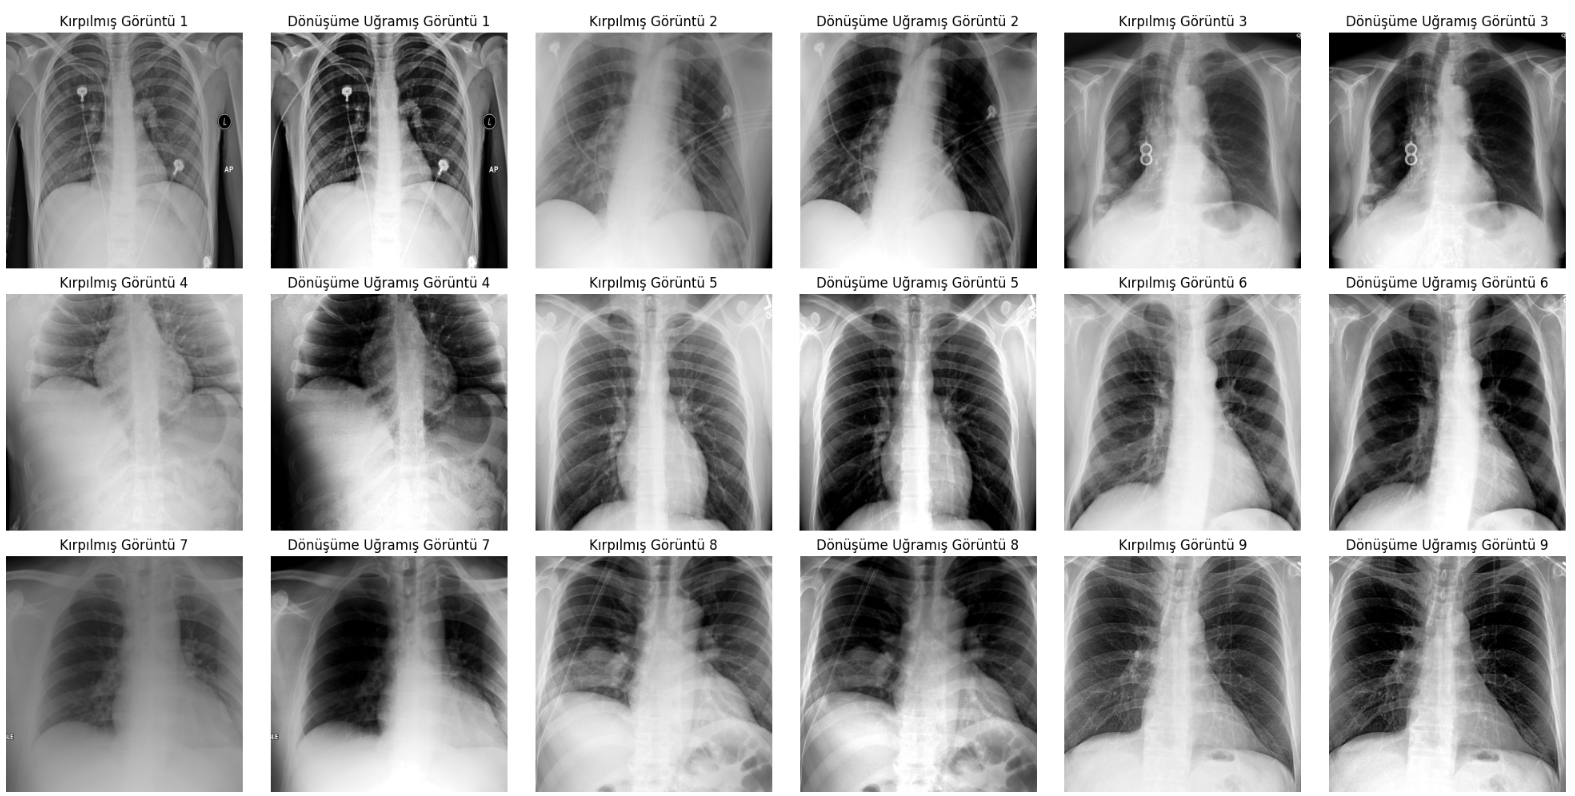 Kırpılmış Görüntü 1
Dönüşüme Uğramış Görüntü 1
Kırpılmış Görüntü 2
Dönüşüme Uğramış Görüntü 2
Kırpılmış Görüntü 3
Dönüşüme Uğramış Görüntü 3
L
AP
L
AP
Kırpılmış Görüntü 4
Dönüşüme Uğramış Görüntü 4
Kırpılmış Görüntü 5
Dönüşüme Uğramış Görüntü 5
Kırpılmış Görüntü 6
Dönüşüme Uğramış Görüntü 6
Kırpılmış Görüntü 7
Dönüşüme Uğramış Görüntü 7
Kırpılmış Görüntü 8
Dönüşüme Uğramış Görüntü 8
Kırpılmış Görüntü 9
Dönüşüme Uğramış Görüntü 9